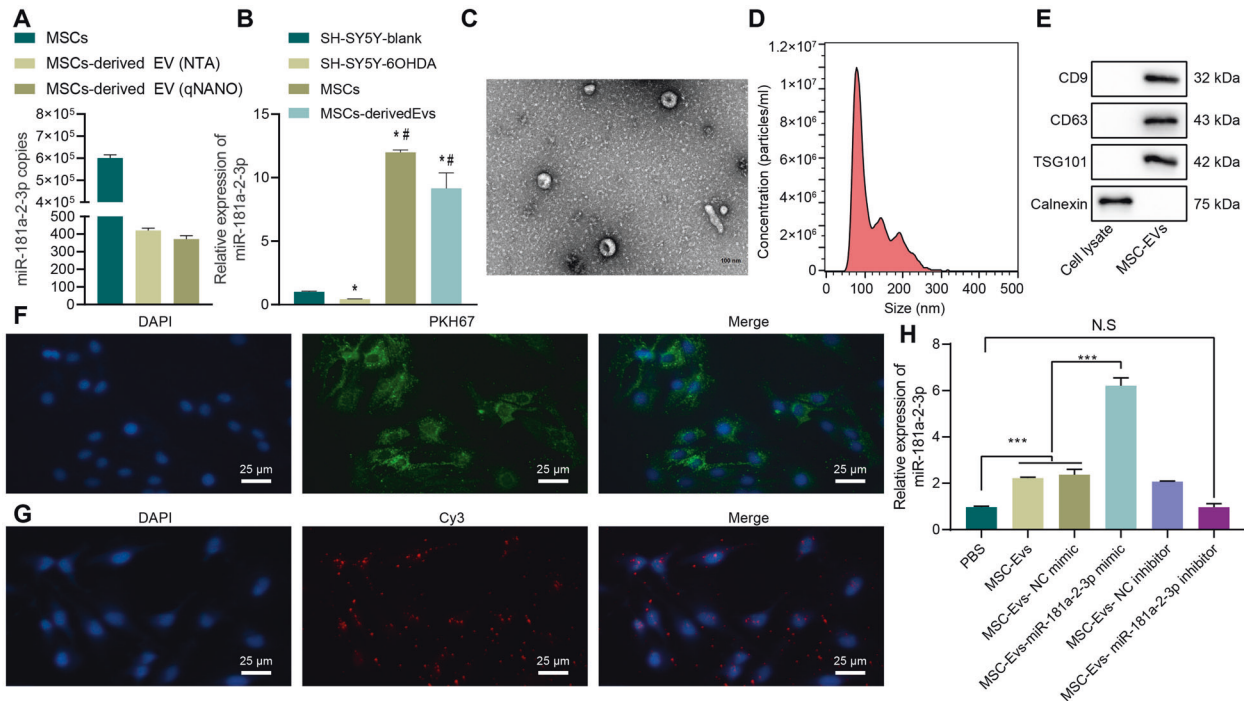 A
MSCs
MSCs-derived EV (NTA)
MSCs-derived EV (qNANO)
miR-181a-2-3p copies
8×10⁵
7×10⁵
6×10⁵
5×10⁵
4×10⁵
500
400
300
200
100
0
B
SH-SY5Y-blank
SH-SY5Y-6OHDA
MSCs
MSCs-derivedEvs
Relative expression of
miR-181a-2-3p
15
10
5
0
*
*#
*#
C
100 nm
D
Concentration (particles/ml)
1.2×10⁷
1×10⁷
8×10⁶
6×10⁶
4×10⁶
2×10⁶
0
0
100
200
300
400
500
Size (nm)
E
CD9
32 kDa
CD63
43 kDa
TSG101
42 kDa
Calnexin
75 kDa
Cell lysate
MSC-EVs
F
DAPI
PKH67
Merge
25 µm
25 µm
25 µm
G
DAPI
Cy3
Merge
25 µm
25 µm
25 µm
H
Relative expression of
miR-181a-2-3p
8
6
4
2
0
N.S
***
***
PBS
MSC-Evs
MSC-Evs- NC mimic
MSC-Evs-miR-181a-2-3p mimic
MSC-Evs- NC inhibitor
MSC-Evs- miR-181a-2-3p inhibitor